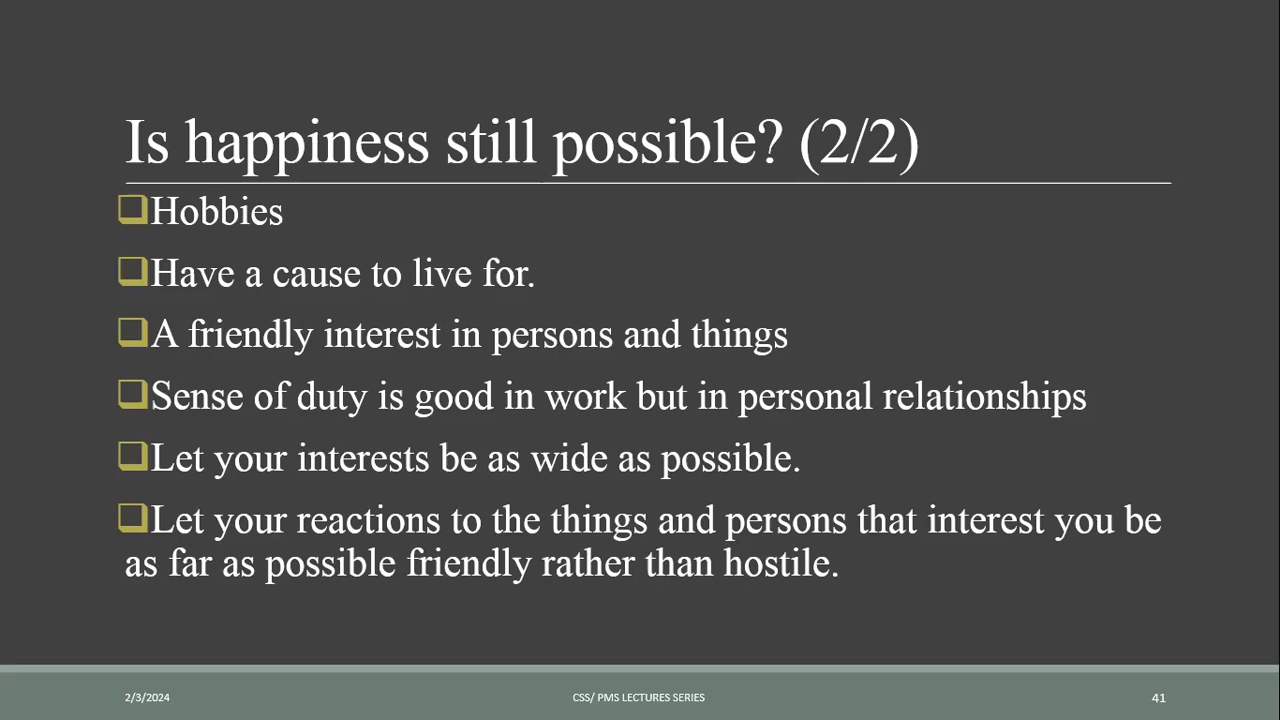 Is happiness still possible? (2/2)
Hobbies
Have a cause to live for.
A friendly interest in persons and things
Sense of duty is good in work but in personal relationships
Let your interests be as wide as possible.
Let your reactions to the things and persons that interest you be
as far as possible friendly rather than hostile.
2/3/2024
CSS/ PMS LECTURES SERIES
41